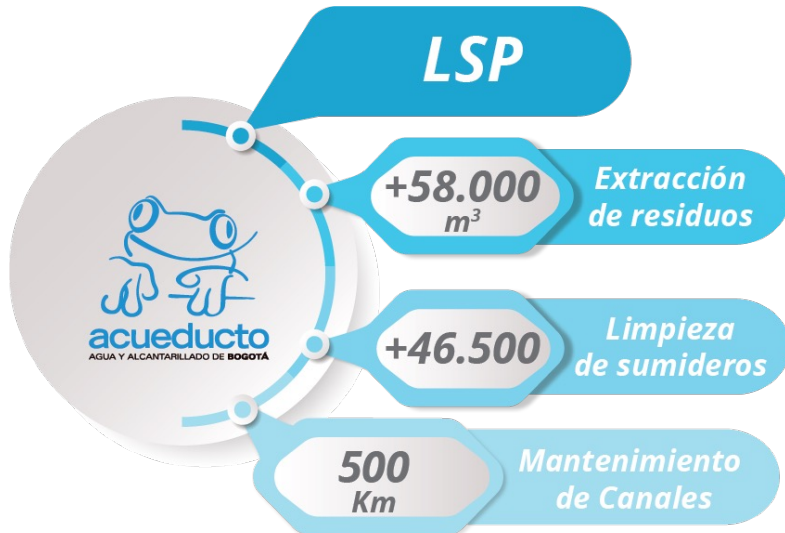 LSP
+58.000
m³
Extracción
de residuos
acueducto
AGUA Y ALCANTARILLADO DE BOGOTÁ
+46.500
Limpieza
de sumideros
500
Km
Mantenimiento
de Canales